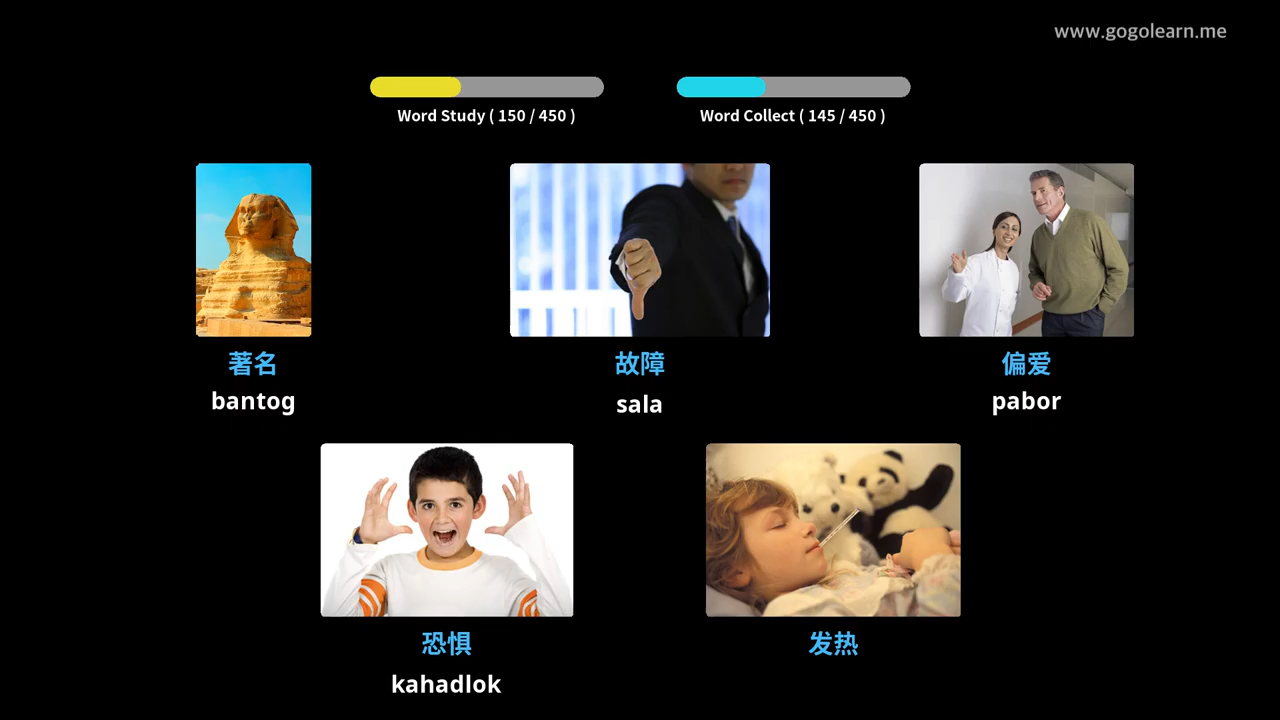 www.gogolearn.me
Word Study ( 150 / 450 )
Word Collect ( 145 / 450 )
著名
bantog
故障
sala
偏爱
pabor
恐惧
kahadlok
发热